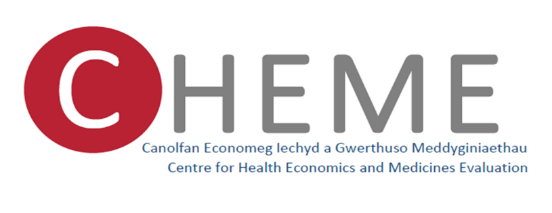 CHEME
Canolfan Economeg Iechyd a Gwerthuso Meddyginiaethau
Centre for Health Economics and Medicines Evaluation